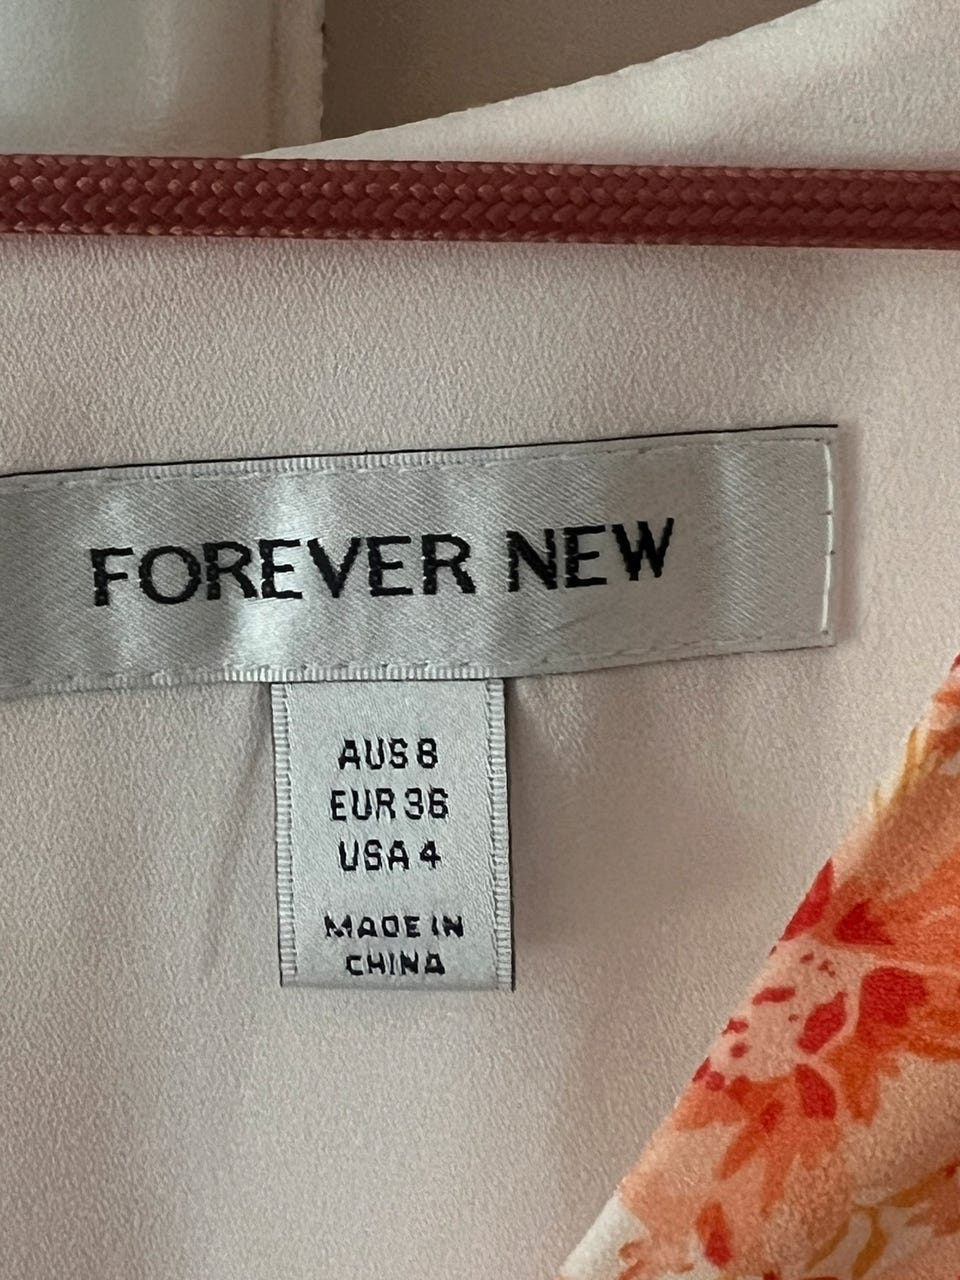 FOREVER NEW
AUS 8
EUR 36
USA 4
MADE IN
CHINA